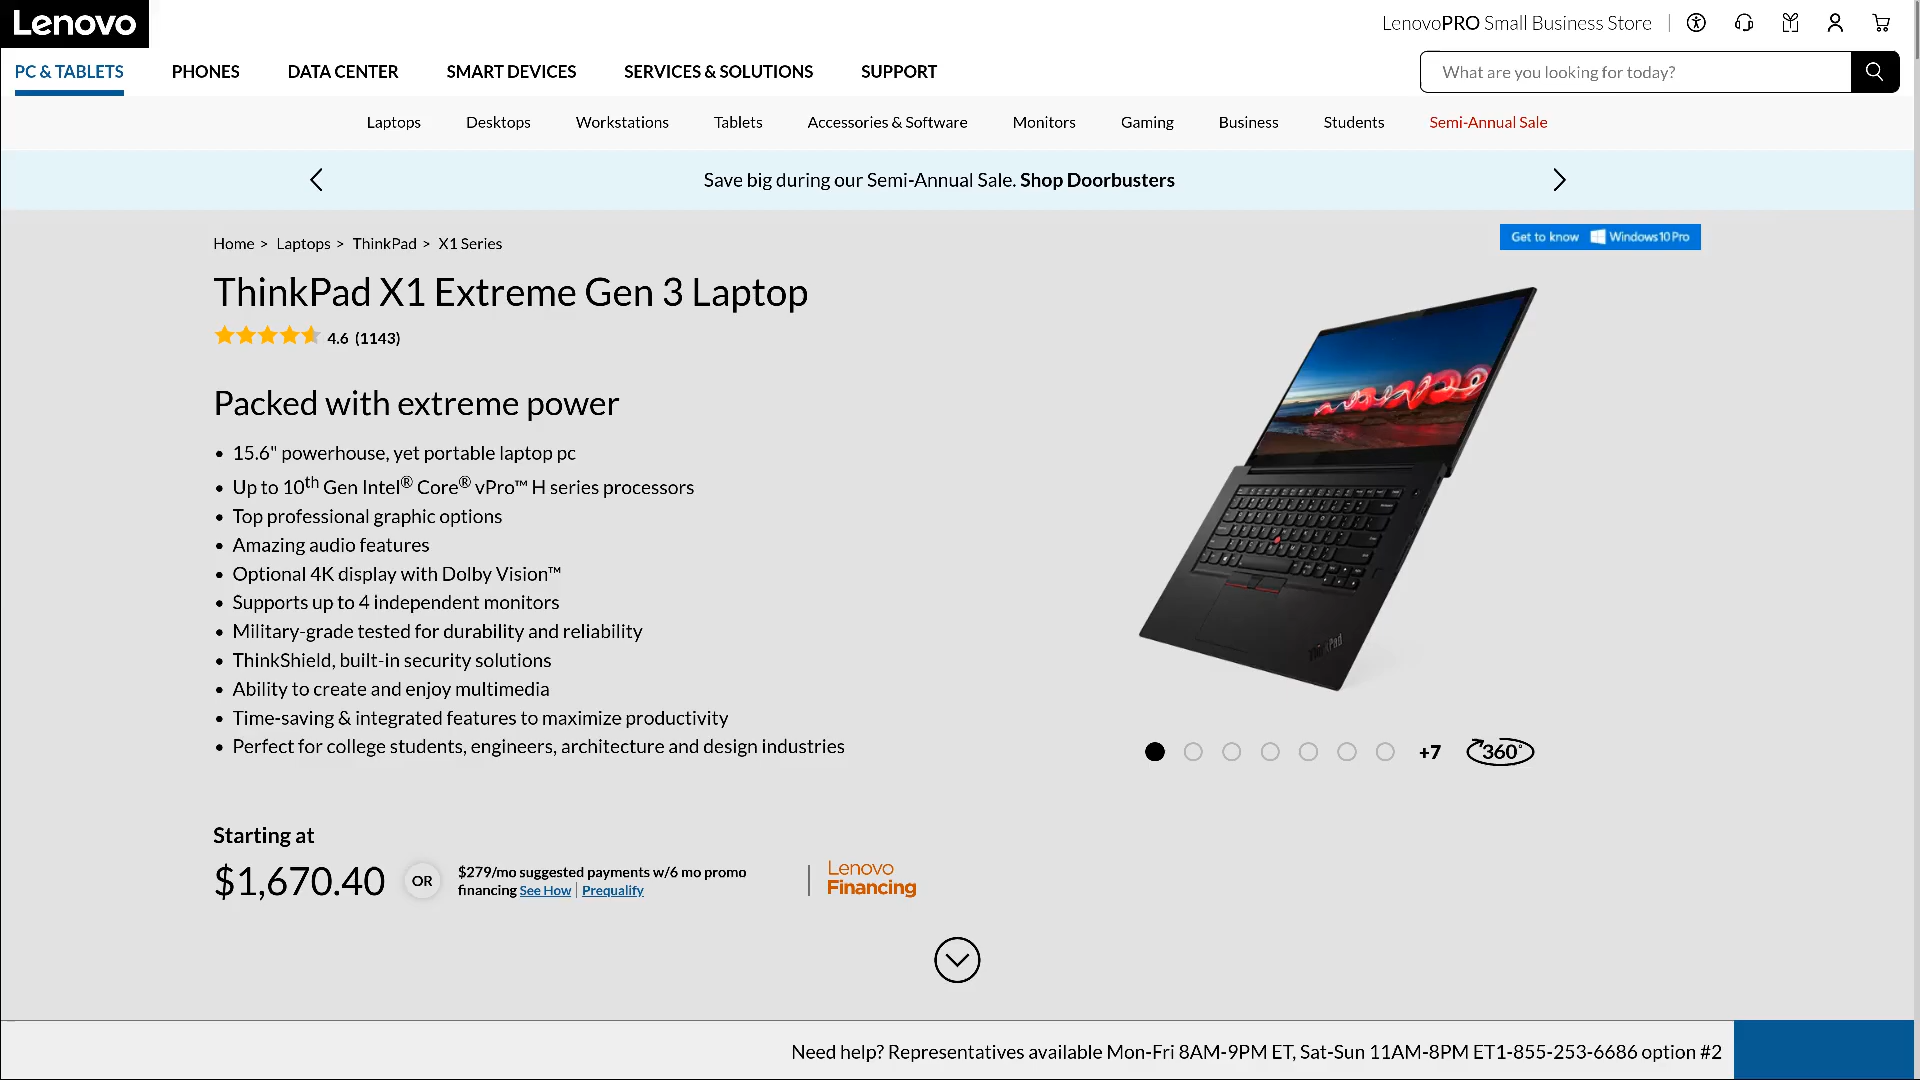 Lenovo
LenovoPRO Small Business Store
PC & TABLETS PHONES DATA CENTER SMART DEVICES SERVICES & SOLUTIONS SUPPORT
What are you looking for today?
Laptops Desktops Workstations Tablets Accessories & Software Monitors Gaming Business Students Semi-Annual Sale
Save big during our Semi-Annual Sale. Shop Doorbusters
Home > Laptops > ThinkPad > X1 Series
Get to know Windows 10 Pro
ThinkPad X1 Extreme Gen 3 Laptop
4.6 (1143)
Packed with extreme power
• 15.6" powerhouse, yet portable laptop pc
• Up to 10th Gen Intel® Core® vPro™ H series processors
• Top professional graphic options
• Amazing audio features
• Optional 4K display with Dolby Vision™
• Supports up to 4 independent monitors
• Military-grade tested for durability and reliability
• ThinkShield, built-in security solutions
• Ability to create and enjoy multimedia
• Time-saving & integrated features to maximize productivity
• Perfect for college students, engineers, architecture and design industries
ThinkPad
+7 360°
Starting at
$1,670.40 OR
$279/mo suggested payments w/6 mo promo
financing See How | Prequalify
Lenovo
Financing
Need help? Representatives available Mon-Fri 8AM-9PM ET, Sat-Sun 11AM-8PM ET1-855-253-6686 option #2